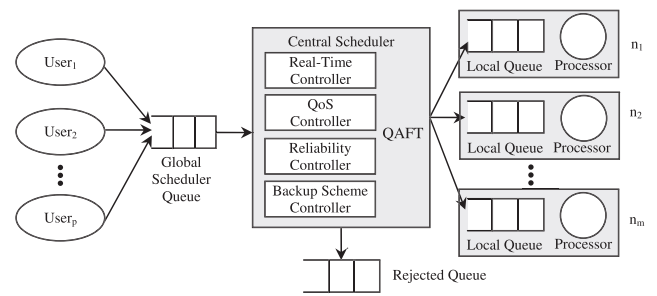 User1
User2
Userp
Global
Scheduler
Queue
Central Scheduler
Real-Time
Controller
QoS
Controller
Reliability
Controller
Backup Scheme
Controller
QAFT
Rejected Queue
Local Queue
Processor
n1
Local Queue
Processor
n2
Local Queue
Processor
nm